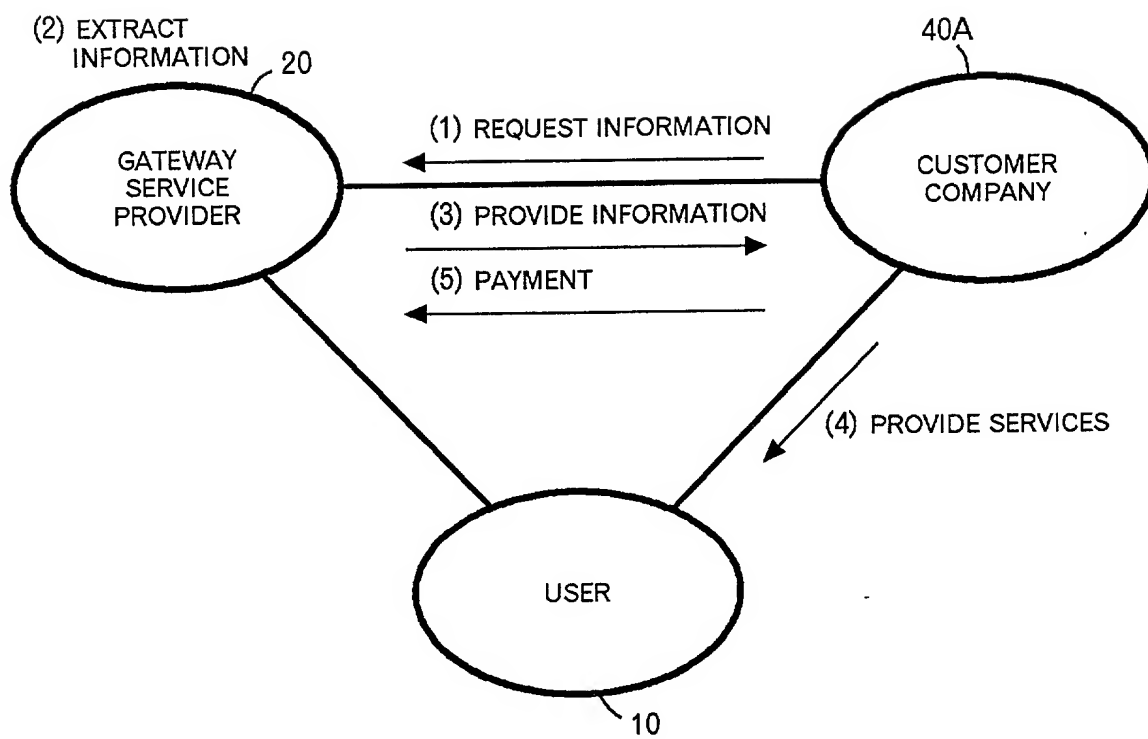 (2) EXTRACT
INFORMATION
20
40A
GATEWAY
SERVICE
PROVIDER
(1) REQUEST INFORMATION
CUSTOMER
COMPANY
(3) PROVIDE INFORMATION
(5) PAYMENT
(4) PROVIDE SERVICES
USER
10